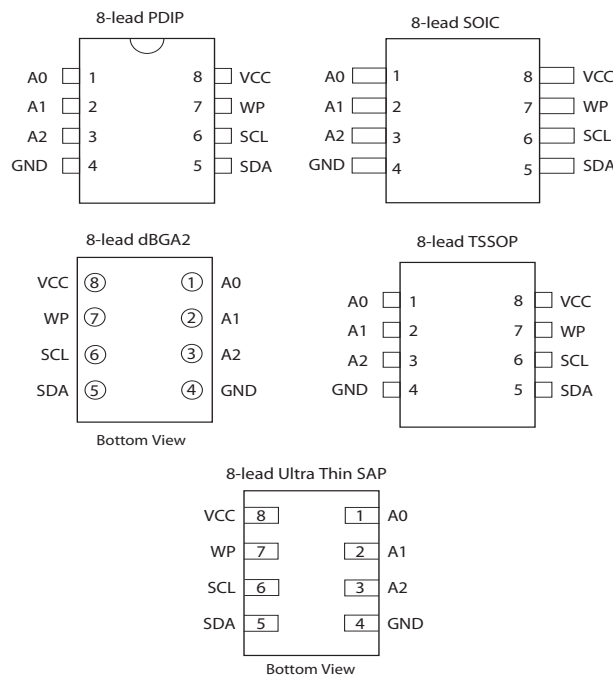 8-lead PDIP
A0 1 8 VCC
A1 2 7 WP
A2 3 6 SCL
GND 4 5 SDA
8-lead SOIC
A0 1 8 VCC
A1 2 7 WP
A2 3 6 SCL
GND 4 5 SDA
8-lead dBGA2
VCC 8 1 A0
WP 7 2 A1
SCL 6 3 A2
SDA 5 4 GND
Bottom View
8-lead TSSOP
A0 1 8 VCC
A1 2 7 WP
A2 3 6 SCL
GND 4 5 SDA
8-lead Ultra Thin SAP
VCC 8 1 A0
WP 7 2 A1
SCL 6 3 A2
SDA 5 4 GND
Bottom View